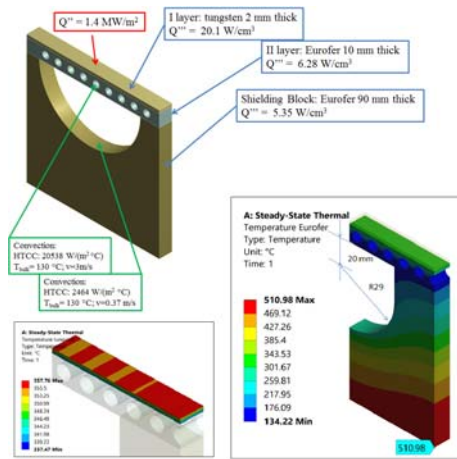 Q'' = 1.4 MW/m²
I layer: tungsten 2 mm thick
Q''' = 20.1 W/cm³
II layer: Eurofer 10 mm thick
Q''' = 6.28 W/cm³
Shielding Block: Eurofer 90 mm thick
Q''' = 5.35 W/cm³
Convection:
HTCC: 20538 W/(m² °C)
= 130 °C; v=3m/s
Convection:
HTCC: 2464 W/(m² °C)
= 130 °C; v=0.37 m/s
A: Steady-State Thermal
Temperature Eurofer
Type: Temperature
Unit: °C
Time: 1
20 mm
R29
510.98 Max
469.12
427.26
385.4
343.53
301.67
259.81
217.95
176.09
134.22 Min
510.98
A: Steady-State Thermal
Unit: °C
Time: 1